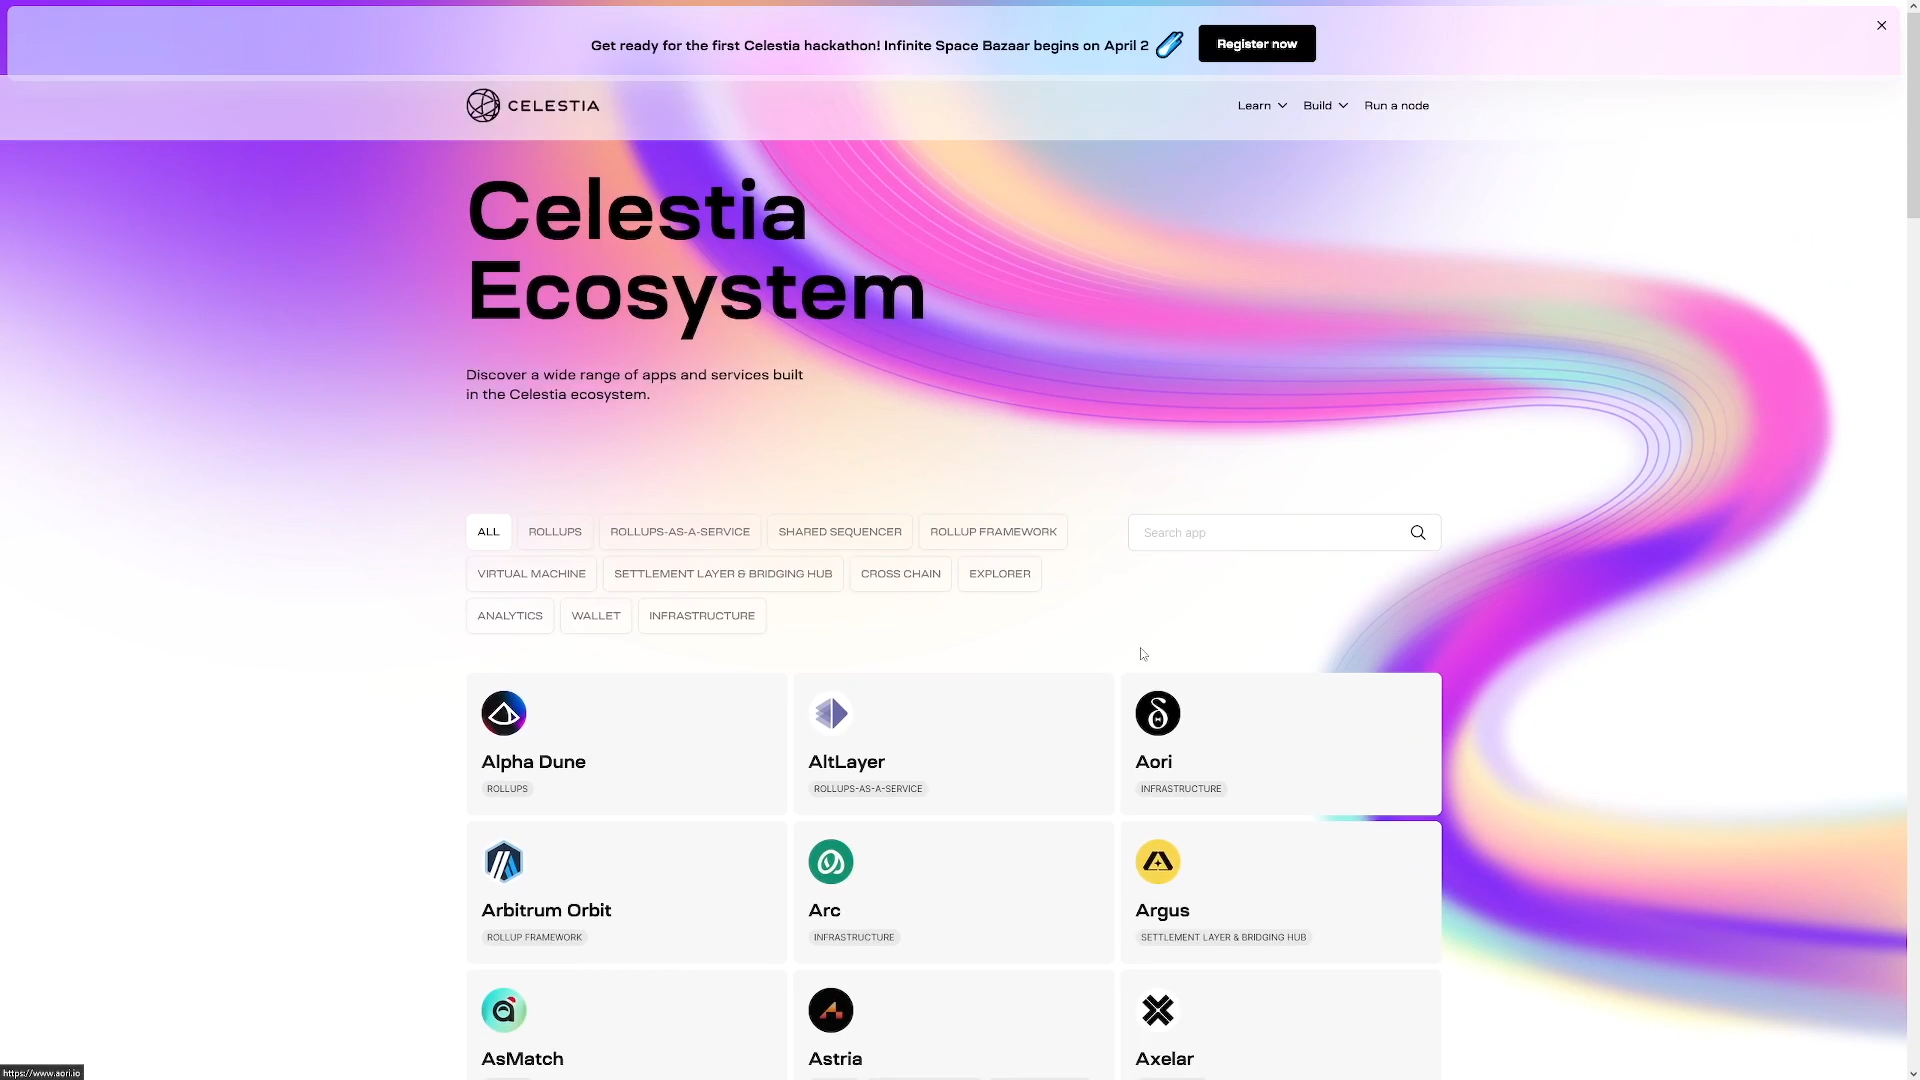 Get ready for the first Celestia hackathon! Infinite Space Bazaar begins on April 2
Register now
CELESTIA
Learn
Build
Run a node
Celestia
Ecosystem
Discover a wide range of apps and services built
in the Celestia ecosystem.
ALL
ROLLUPS
ROLLUPS-AS-A-SERVICE
SHARED SEQUENCER
ROLLUP FRAMEWORK
Search app
VIRTUAL MACHINE
SETTLEMENT LAYER & BRIDGING HUB
CROSS CHAIN
EXPLORER
ANALYTICS
WALLET
INFRASTRUCTURE
Alpha Dune
ROLLUPS
AltLayer
ROLLUPS-AS-A-SERVICE
Aori
INFRASTRUCTURE
Arbitrum Orbit
ROLLUP FRAMEWORK
Arc
INFRASTRUCTURE
Argus
SETTLEMENT LAYER & BRIDGING HUB
AsMatch
Astria
Axelar
https://www.aori.io